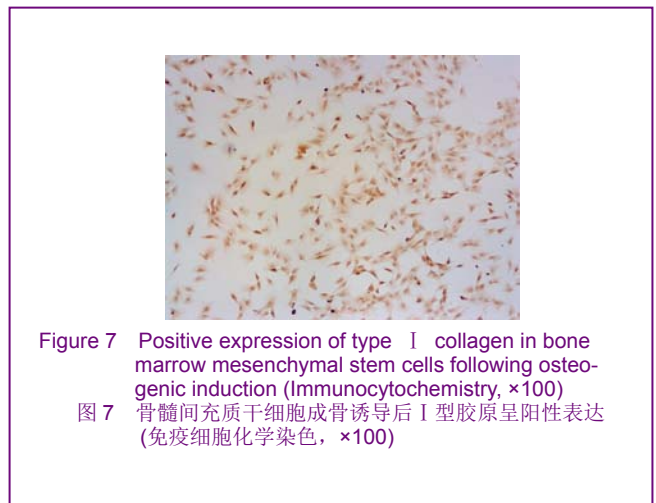 Figure 7 Positive expression of type Ⅰ collagen in bone
marrow mesenchymal stem cells following osteo-
genic induction (Immunocytochemistry, ×100)
图 7 骨髓间充质干细胞成骨诱导后Ⅰ型胶原呈阳性表达
(免疫细胞化学染色，×100)